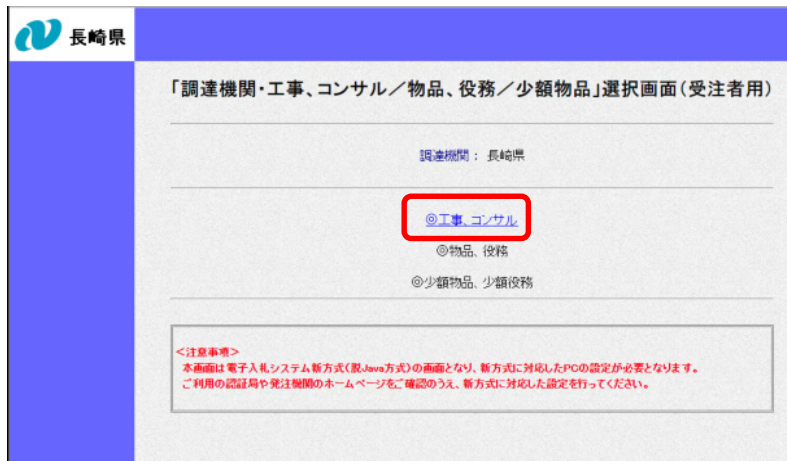 長崎県
「調達機関・工事、コンサル／物品、役務／少額物品」選択画面（受注者用）
調達機関： 長崎県
◎工事、コンサル
◎物品、役務
◎少額物品、少額役務
＜注意事項＞
本画面は電子入札システム新方式（脱Java方式）の画面となり、新方式に対応したPCの設定が必要となります。
ご利用の認証局や発注機関のホームページをご確認のうえ、新方式に対応した設定を行ってください。